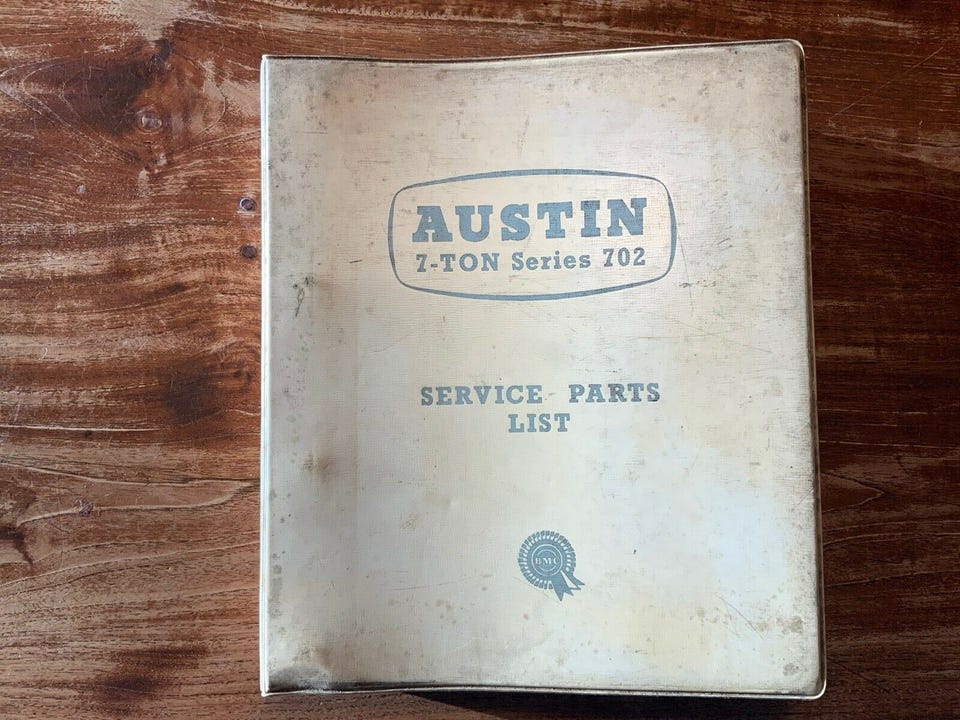 AUSTIN
7-TON Series 702
SERVICE PARTS
LIST
BMC